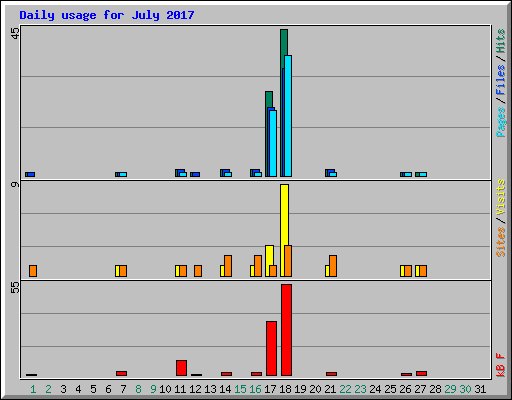 Daily usage for July 2017
45
Pages/Files/Hits
9
Sites/Visits
55
kB F
1 2 3 4 5 6 7 8 9 10 11 12 13 14 15 16 17 18 19 20 21 22 23 24 25 26 27 28 29 30 31